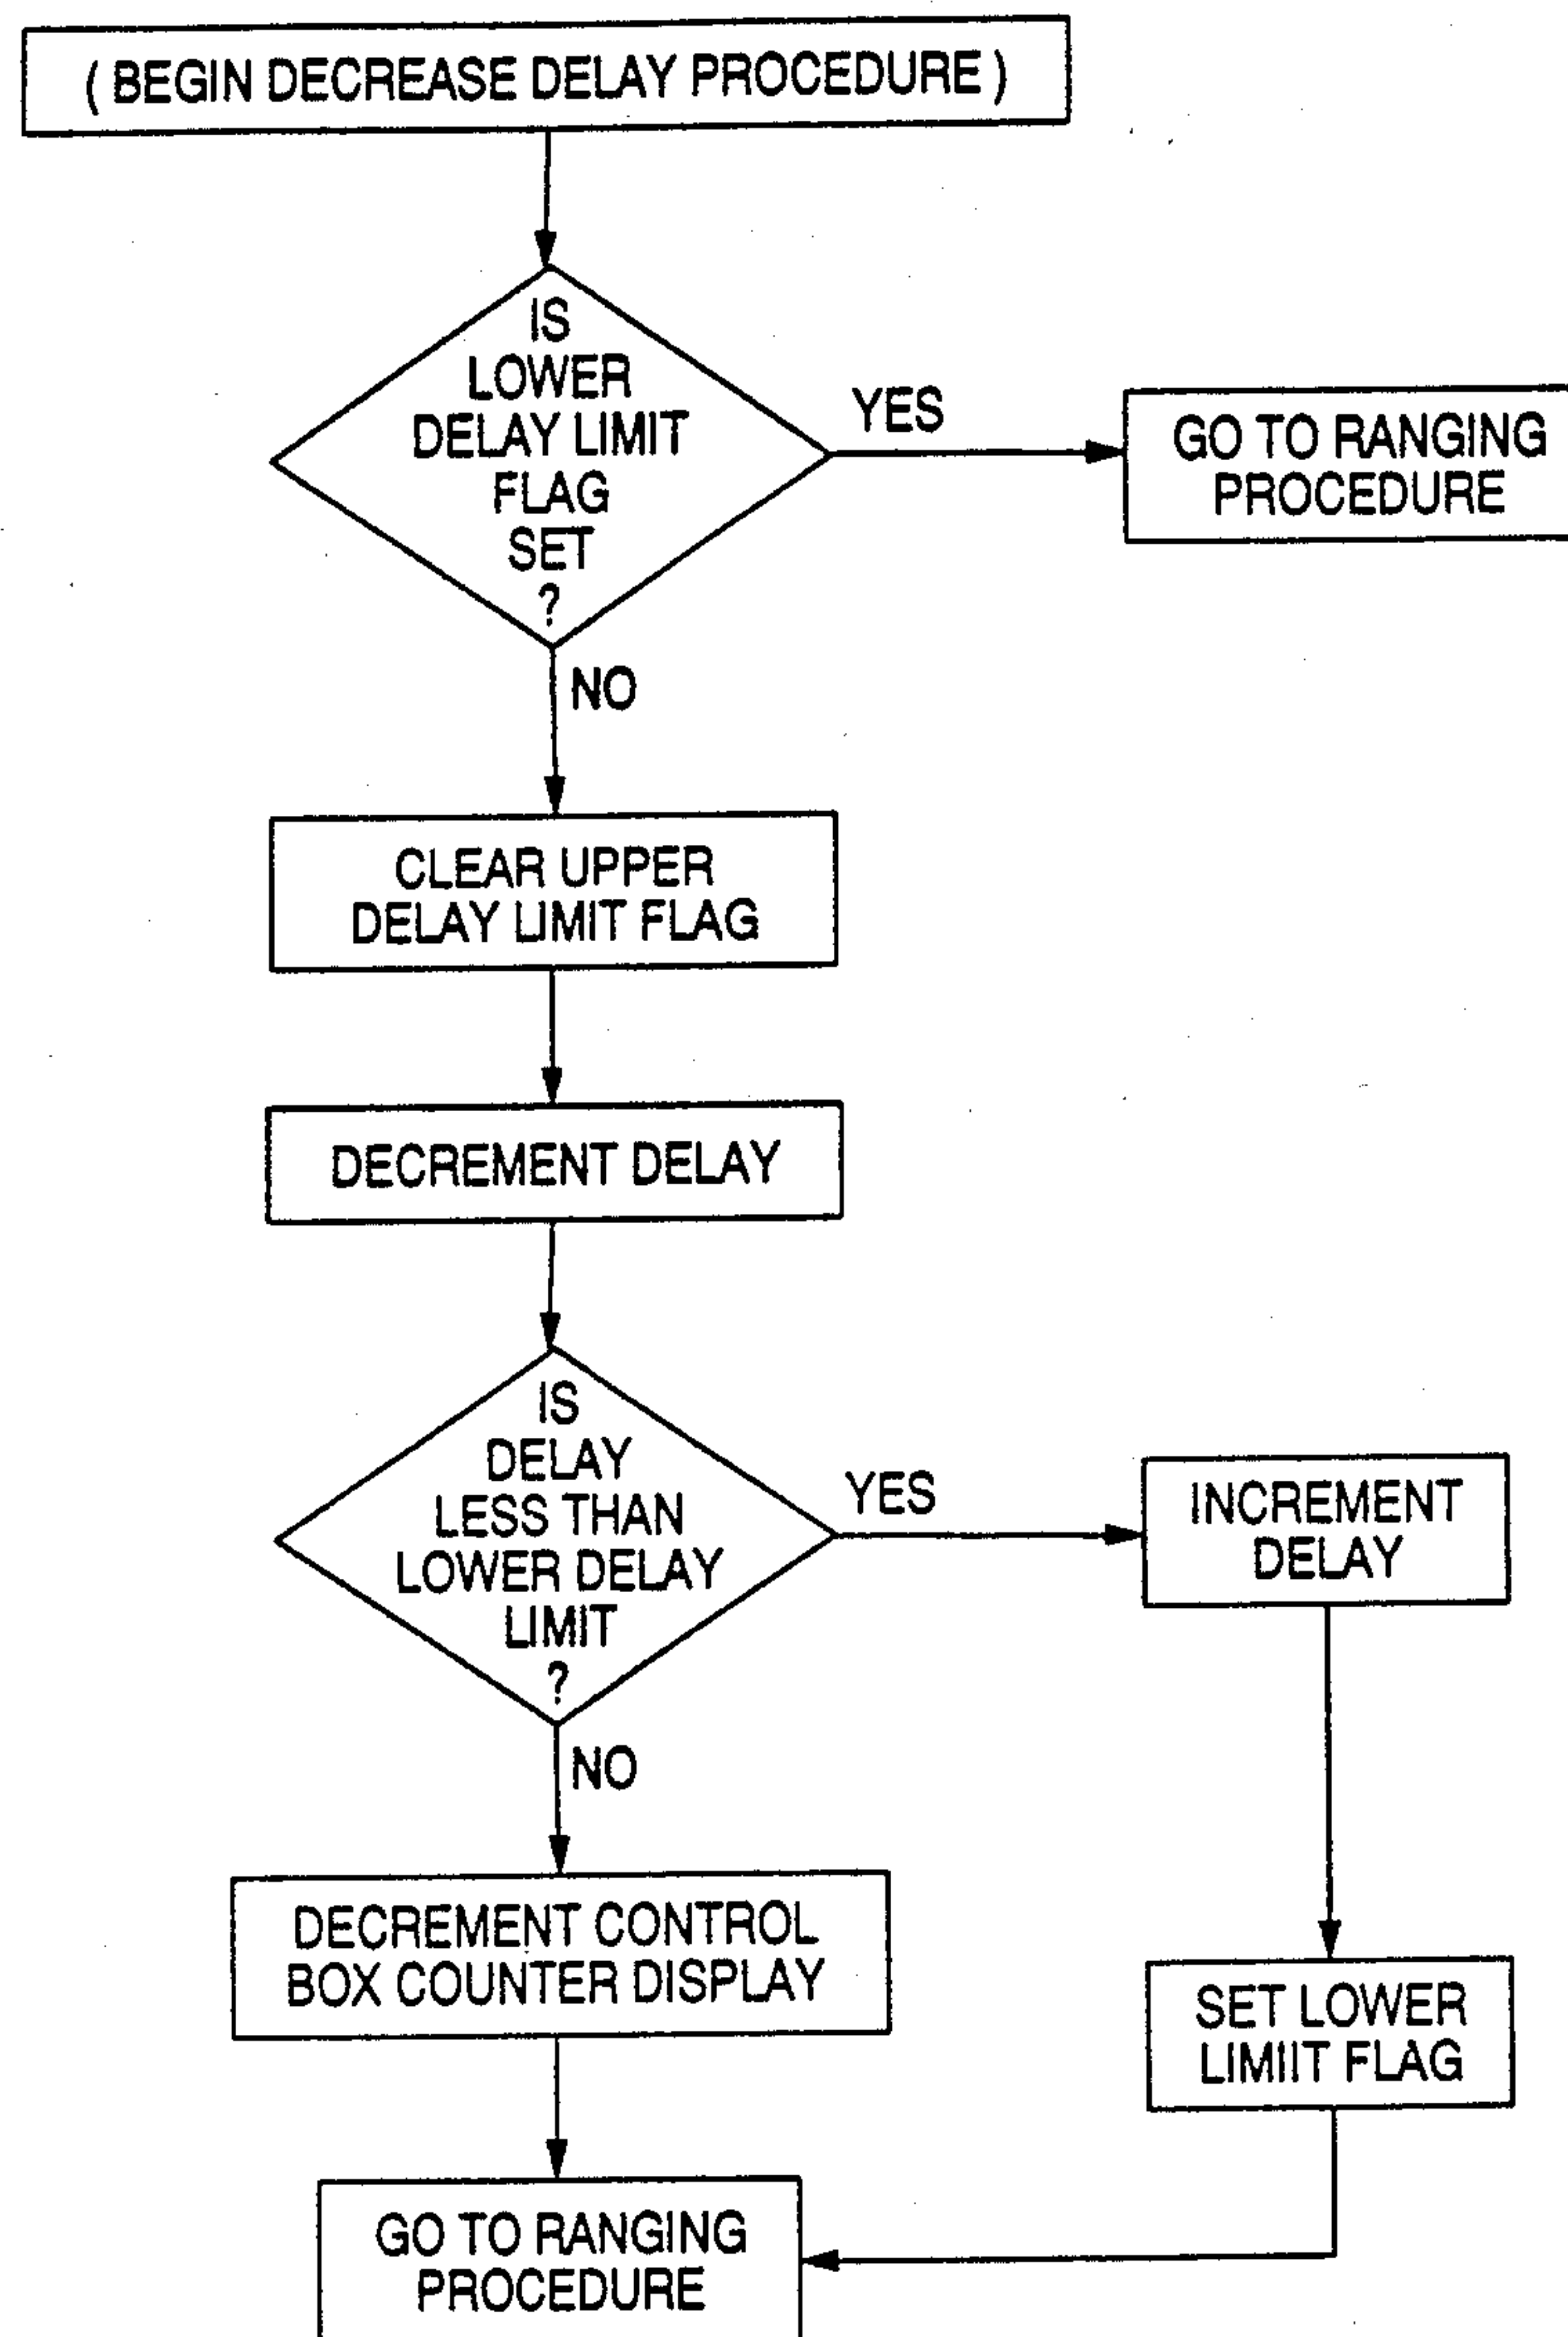 ( BEGIN DECREASE DELAY PROCEDURE )
IS
LOWER
DELAY LIMIT
FLAG
SET
?
YES
GO TO RANGING
PROCEDURE
NO
CLEAR UPPER
DELAY LIMIT FLAG
DECREMENT DELAY
IS
DELAY
LESS THAN
LOWER DELAY
LIMIT
?
YES
INCREMENT
DELAY
NO
DECREMENT CONTROL
BOX COUNTER DISPLAY
SET LOWER
LIMIIT FLAG
GO TO RANGING
PROCEDURE